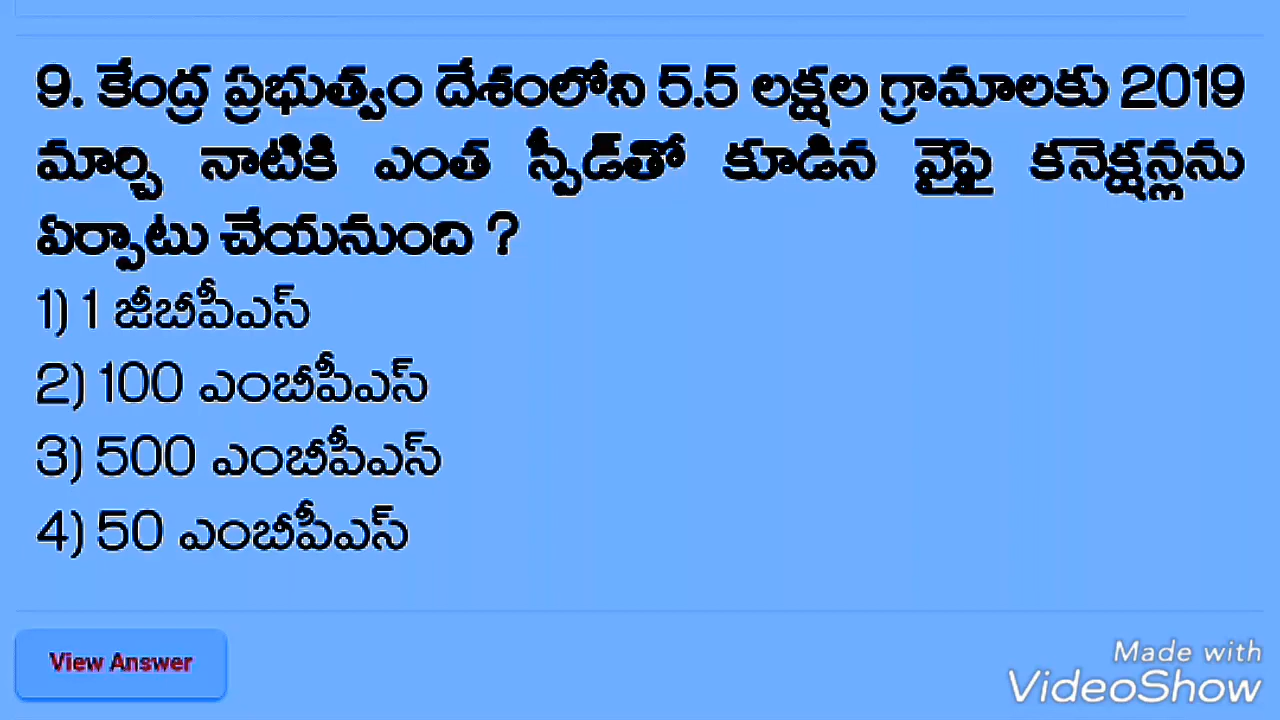 9. కేంద్ర ప్రభుత్వం దేశంలోని 5.5 లక్షల గ్రామాలకు 2019
మార్చి నాటికి ఎంత స్పీడ్‌తో కూడిన వైఫై కనెక్షన్లను
ఏర్పాటు చేయనుంది ?
1) 1 జీబీపీఎస్
2) 100 ఎంబీపీఎస్
3) 500 ఎంబీపీఎస్
4) 50 ఎంబీపీఎస్
View Answer
Made with
VideoShow